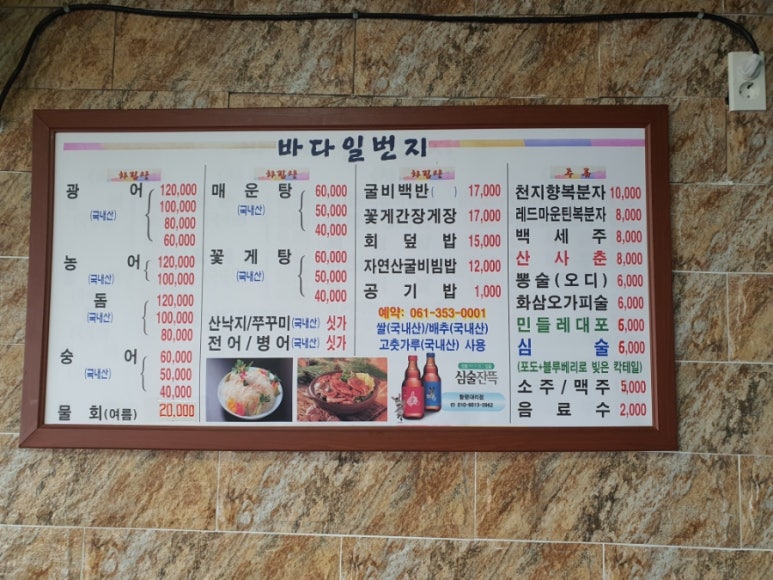 바다일번지
차림상
광 어 120,000
(국내산) 100,000
80,000
60,000
농 어 120,000
(국내산) 100,000
돔 120,000
(국내산) 100,000
80,000
숭 어 60,000
(국내산) 50,000
40,000
물 회(여름) 20,000
차림상
매 운 탕 60,000
(국내산) 50,000
40,000
꽃 게 탕 60,000
(국내산) 50,000
40,000
산낙지/쭈꾸미(국내산) 싯가
전 어 / 병 어(국내산) 싯가
차림상
굴비백반( ) 17,000
꽃게간장게장 17,000
회 덮 밥 15,000
자연산굴비빔밥 12,000
공 기 밥 1,000
예약: 061-353-0001
쌀(국내산)/배추(국내산)
고춧가루(국내산) 사용
심술잔뜩
주 류
천지향복분자 10,000
레드마운틴복분자 8,000
백 세 주 8,000
산 사 춘 8,000
뽕술(오디) 6,000
화삼오가피술 6,000
민들레대포 6,000
심 술 6,000
(포도+블루베리로 빚은 칵테일)
소주/맥주 5,000
음 료 수 2,000